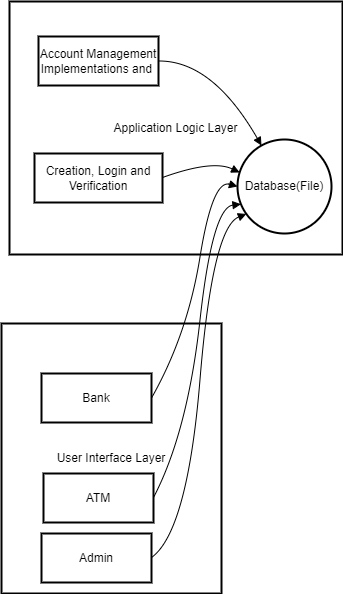 Account Management
Implementations and
Application Logic Layer
Creation, Login and
Verification
Database(File)
Bank
User Interface Layer
ATM
Admin